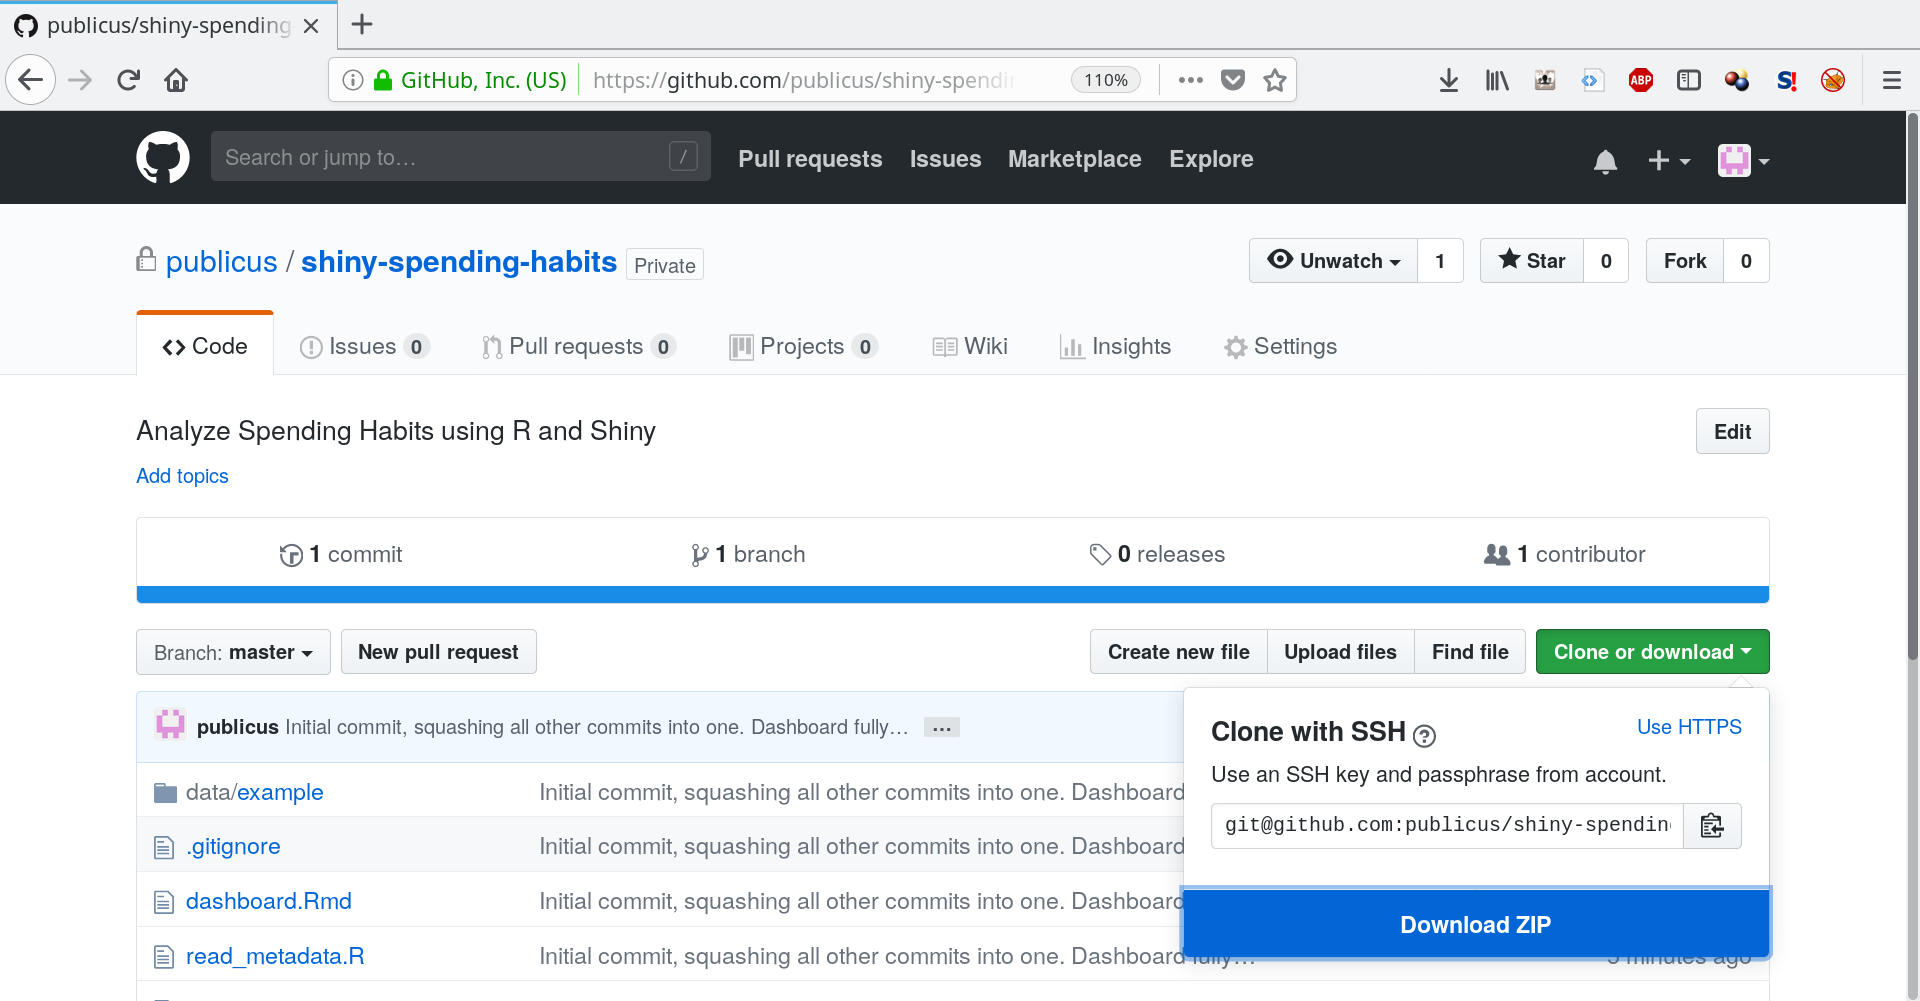 publicus/shiny-spending
GitHub, Inc. (US) https://github.com/publicus/shiny-spendin 110%
ABP S!
Search or jump to… / Pull requests Issues Marketplace Explore
publicus / shiny-spending-habits Private Unwatch 1 Star 0 Fork 0
Code Issues 0 Pull requests 0 Projects 0 Wiki Insights Settings
Analyze Spending Habits using R and Shiny Edit
Add topics
1 commit 1 branch 0 releases 1 contributor
Branch: master New pull request Create new file Upload files Find file Clone or download
publicus Initial commit, squashing all other commits into one. Dashboard fully… …
Clone with SSH ? Use HTTPS
Use an SSH key and passphrase from account.
git@github.com:publicus/shiny-spending
Download ZIP
data/example Initial commit, squashing all other commits into one. Dashboard
.gitignore Initial commit, squashing all other commits into one. Dashboard
dashboard.Rmd Initial commit, squashing all other commits into one. Dashboard
read_metadata.R Initial commit, squashing all other commits into one. Dashboard fully… 5 minutes ago